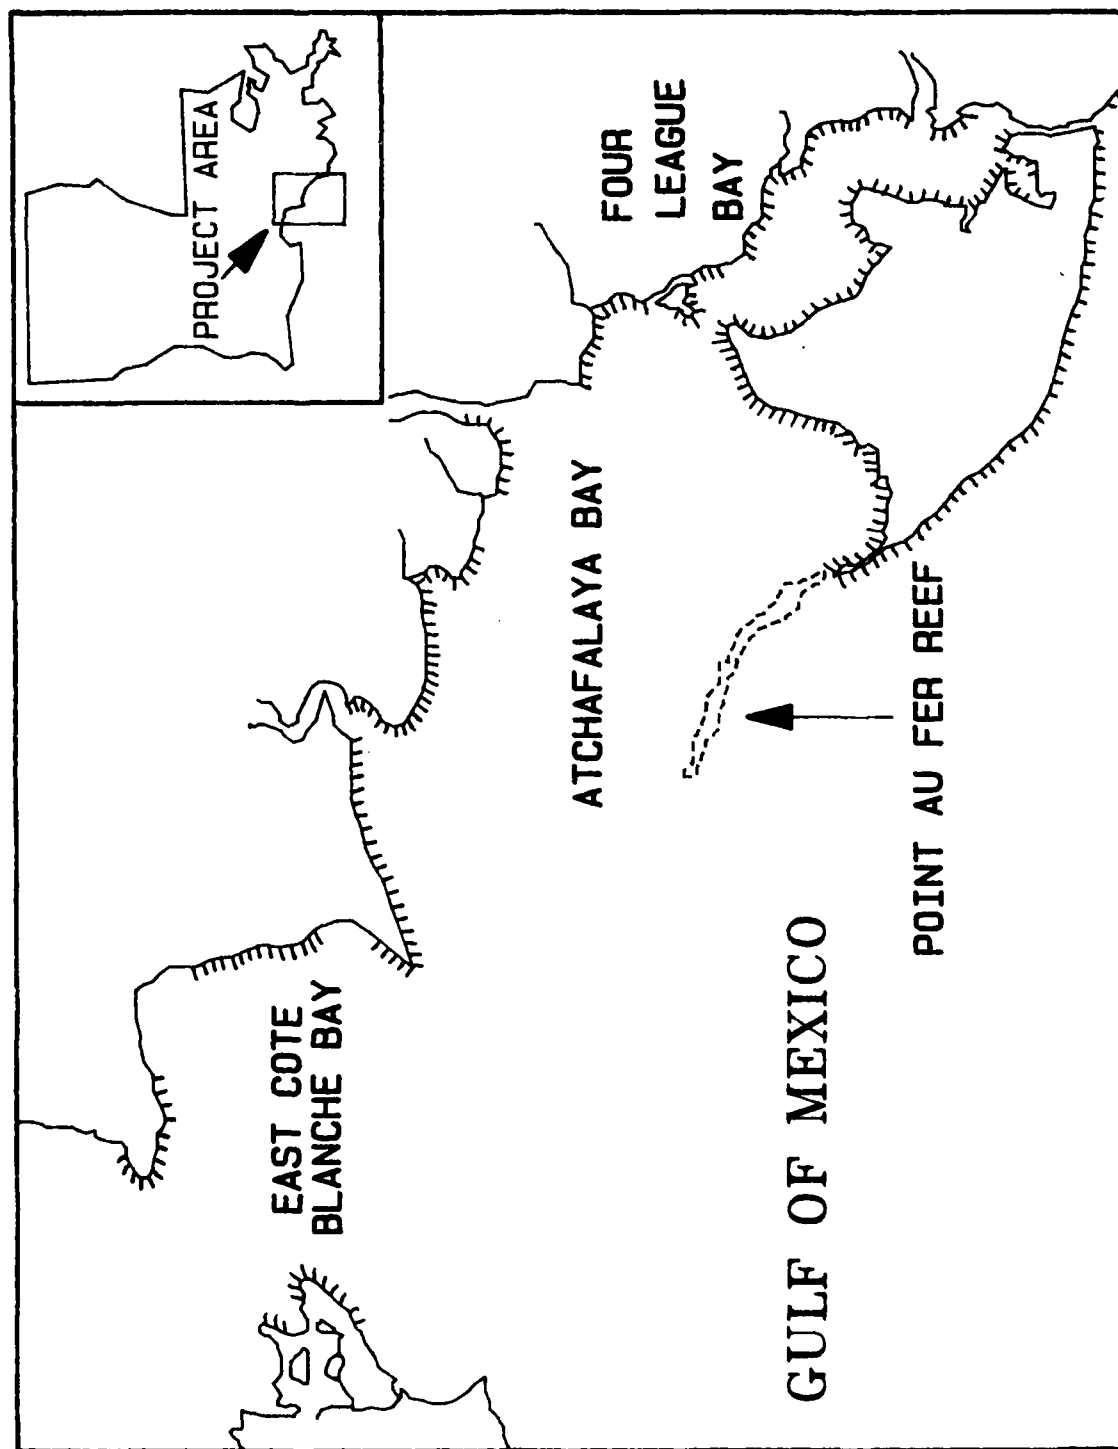 PROJECT AREA
EAST COTE
BLANCHE BAY
ATCHAFALAYA BAY
FOUR
LEAGUE
BAY
GULF OF MEXICO
POINT AU FER REEF